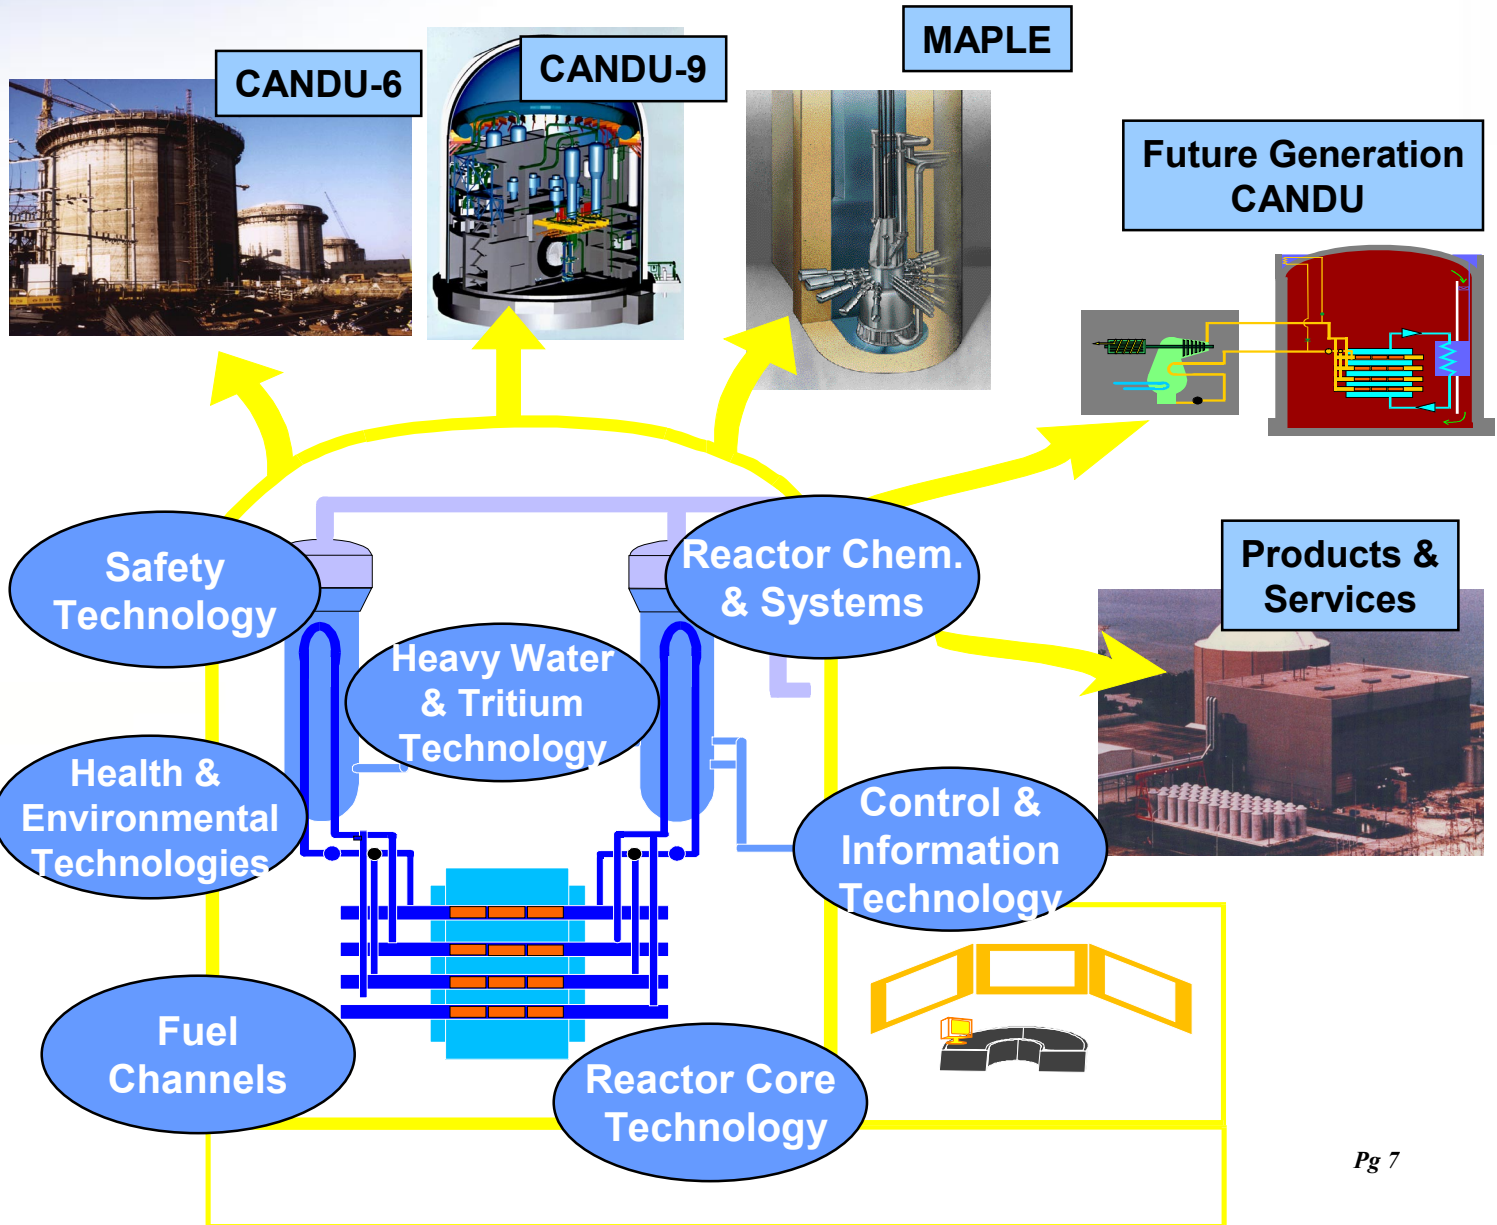 MAPLE
CANDU-6
CANDU-9
Future Generation
CANDU
Safety
Technology
Reactor Chem.
& Systems
Products &
Services
Heavy Water
& Tritium
Technology
Health &
Environmental
Technologies
Control &
Information
Technology
Fuel
Channels
Reactor Core
Technology
Pg 7